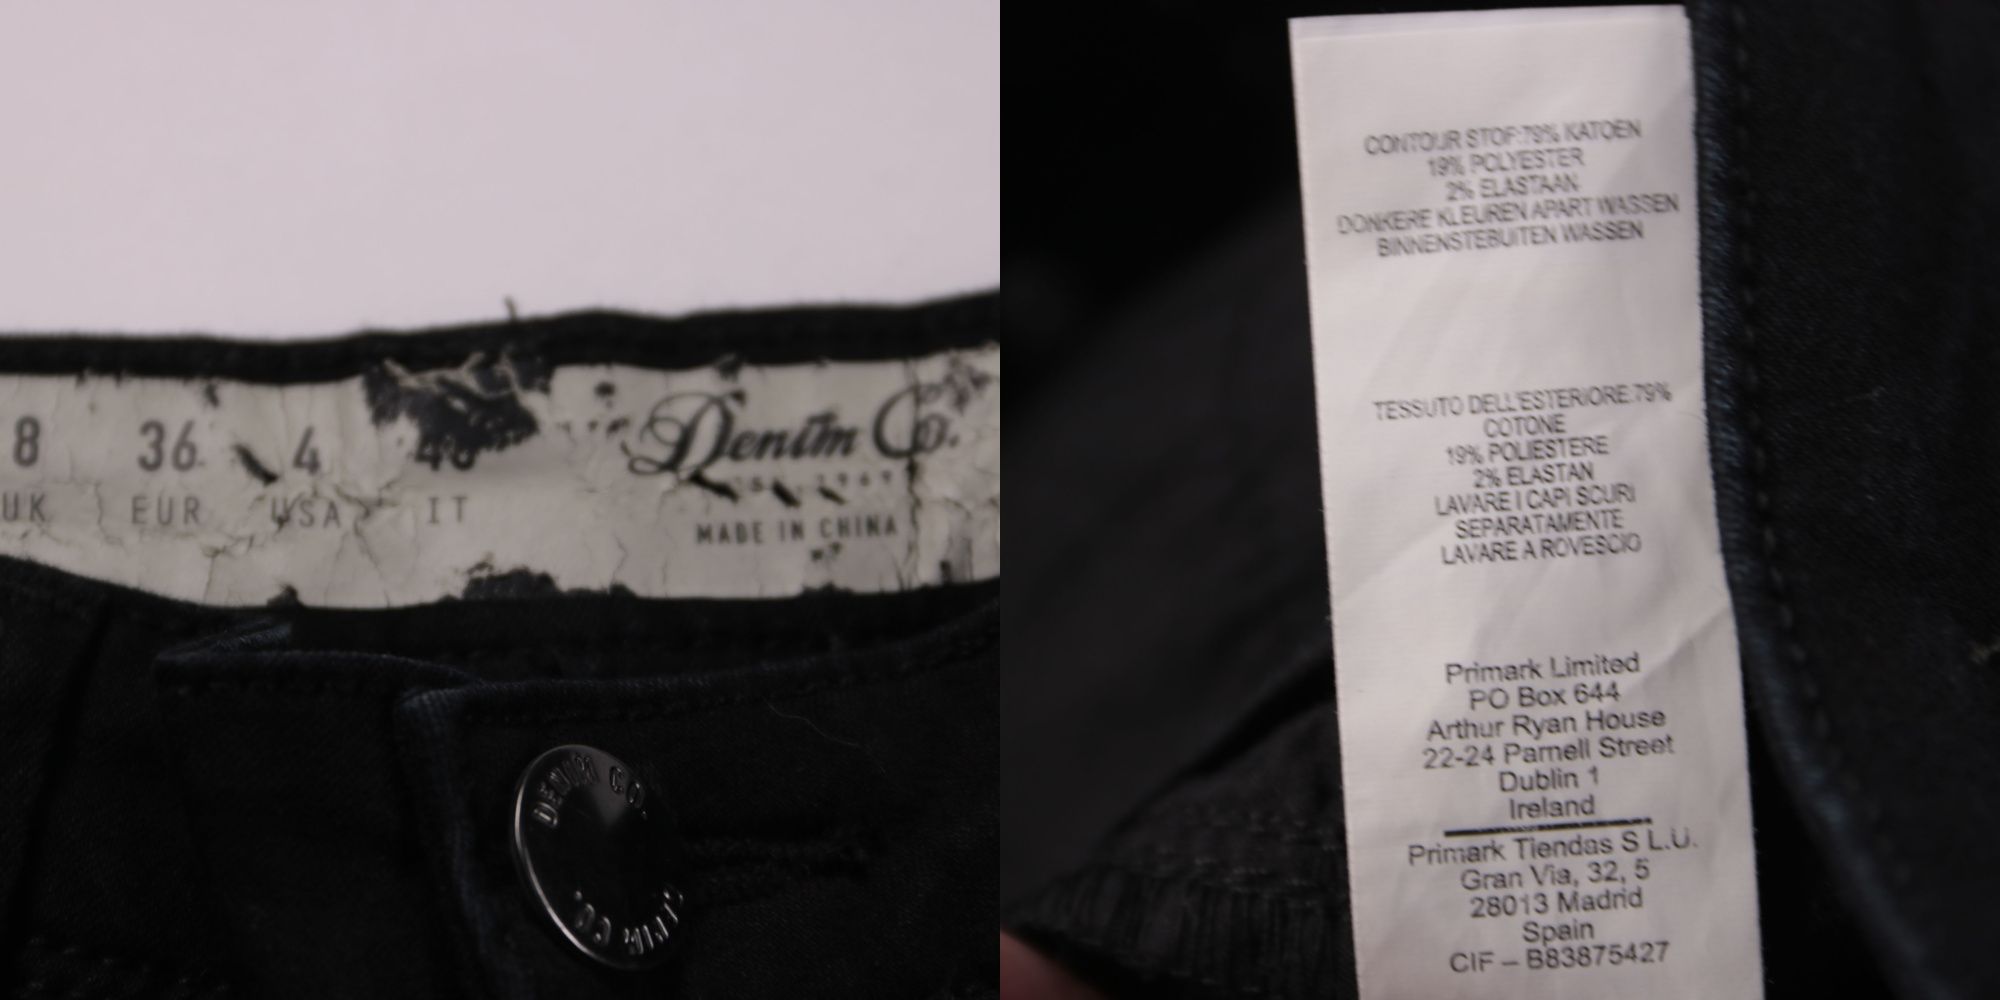 8 36 4 40
UK EUR USA IT
Denim Co.
MADE IN CHINA
DENIM CO.
DENIM CO.
CONTOUR STOF:79% KATOEN
19% POLYESTER
2% ELASTAAN
DONKERE KLEUREN APART WASSEN
BINNENSTEBUITEN WASSEN
TESSUTO DELL'ESTERIORE:79%
COTONE
19% POLIESTERE
2% ELASTAN
LAVARE I CAPI SCURI
SEPARATAMENTE
LAVARE A ROVESCIO
Primark Limited
PO Box 644
Arthur Ryan House
22-24 Parnell Street
Dublin 1
Ireland
Primark Tiendas S L.U.
Gran Via, 32, 5
28013 Madrid
Spain
CIF – B83875427